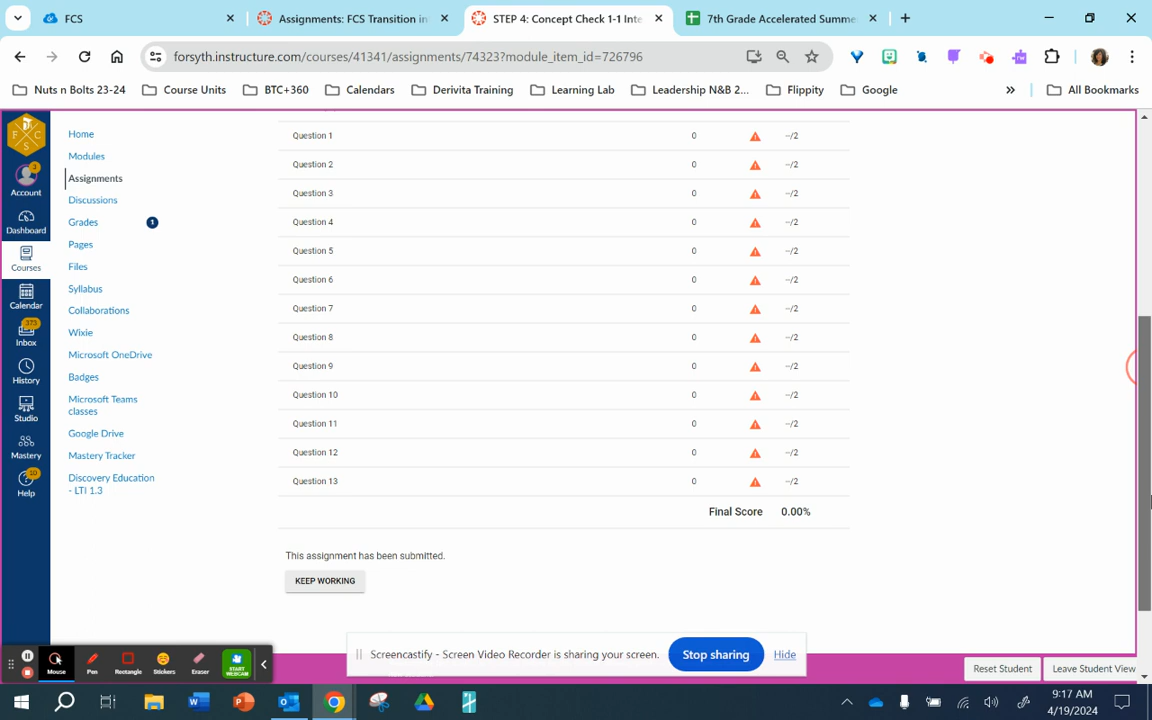 FCS
Assignments: FCS Transition in
STEP 4: Concept Check 1-1 Inte
7th Grade Accelerated Summe
forsyth.instructure.com/courses/41341/assignments/74323?module_item_id=726796
Nuts n Bolts 23-24
Course Units
BTC+360
Calendars
Derivita Training
Learning Lab
Leadership N&B 2...
Flippity
Google
»
All Bookmarks
F C S
3
Account
Dashboard
Courses
Calendar
373
Inbox
History
Studio
Mastery
10
Help
Home
Modules
Assignments
Discussions
Grades 1
Pages
Files
Syllabus
Collaborations
Wixie
Microsoft OneDrive
Badges
Microsoft Teams
classes
Google Drive
Mastery Tracker
Discovery Education
- LTI 1.3
Question 1 0 --/2
Question 2 0 --/2
Question 3 0 --/2
Question 4 0 --/2
Question 5 0 --/2
Question 6 0 --/2
Question 7 0 --/2
Question 8 0 --/2
Question 9 0 --/2
Question 10 0 --/2
Question 11 0 --/2
Question 12 0 --/2
Question 13 0 --/2
Final Score 0.00%
This assignment has been submitted.
KEEP WORKING
Mouse
Pen
Rectangle
Stickers
Eraser
START
WEBCAM
Screencastify - Screen Video Recorder is sharing your screen.
Stop sharing
Hide
Reset Student
Leave Student View
9:17 AM
4/19/2024